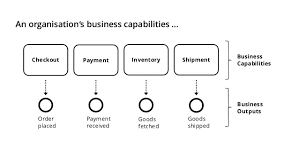 An organisation's business capabilities ...
Checkout
Payment
Inventory
Shipment
Business
Capabilities
Order
placed
Payment
received
Goods
fetched
Goods
shipped
Business
Outputs